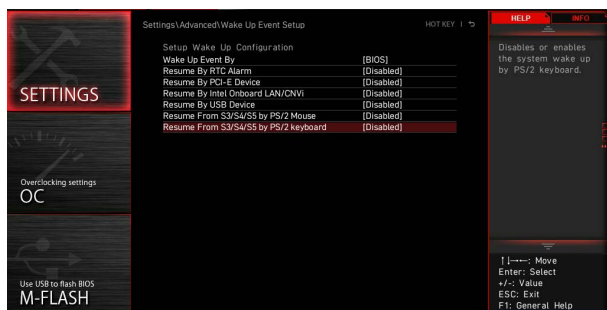 Settings\Advanced\Wake Up Event Setup
HOT KEY |
HELP
INFO
Setup Wake Up Configuration
Wake Up Event By [BIOS]
Resume By RTC Alarm [Disabled]
Resume By PCI-E Device [Disabled]
Resume By Intel Onboard LAN/CNVi [Disabled]
Resume By USB Device [Disabled]
Resume From S3/S4/S5 by PS/2 Mouse [Disabled]
Resume From S3/S4/S5 by PS/2 keyboard [Disabled]
SETTINGS
Overclocking settings
OC
Use USB to flash BIOS
M-FLASH
Disables or enables
the system wake up
by PS/2 keyboard.
↑↓→←: Move
Enter: Select
+/-: Value
ESC: Exit
F1: General Help